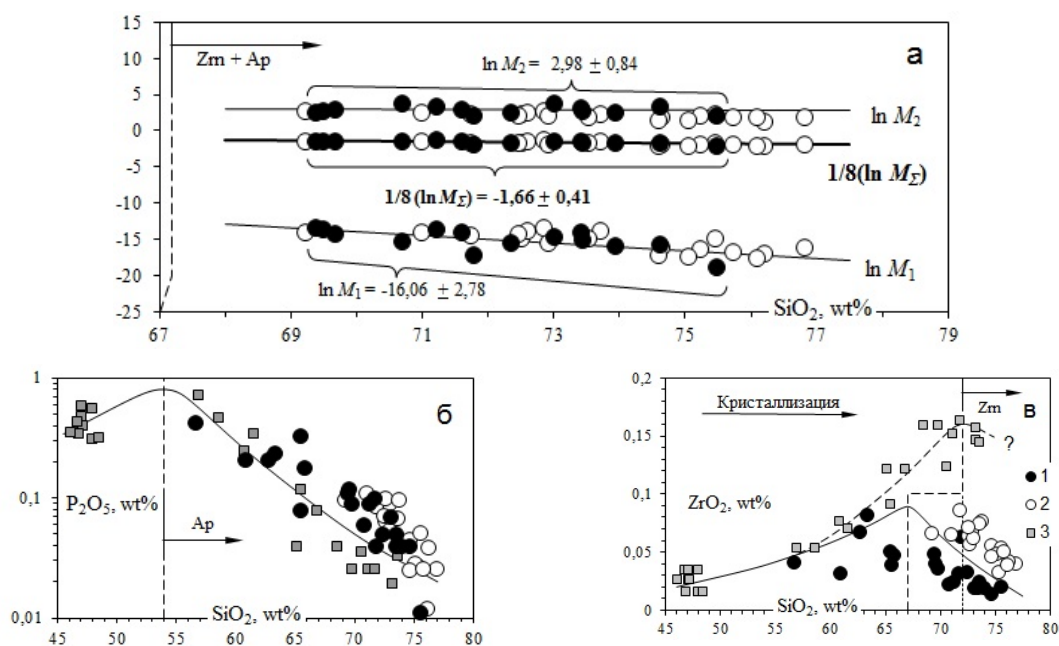 15
10
5
0
-5
-10
-15
-20
-25
Zrn + Ap
ln M₂ = 2,98 ± 0,84
а
ln M₂
1/8(ln M_Σ)
1/8 (ln M_Σ) = -1,66 ± 0,41
ln M₁
ln M₁ = -16,06 ± 2,78
SiO₂, wt%
67 69 71 73 75 77 79
1
0,1
0,01
б
P₂O₅, wt%
Ap
SiO₂, wt%
45 50 55 60 65 70 75 80
0,2
0,15
0,1
0,05
0
Кристаллизация
Zrn
в
?
ZrO₂, wt%
1
2
3
SiO₂, wt%
45 50 55 60 65 70 75 80